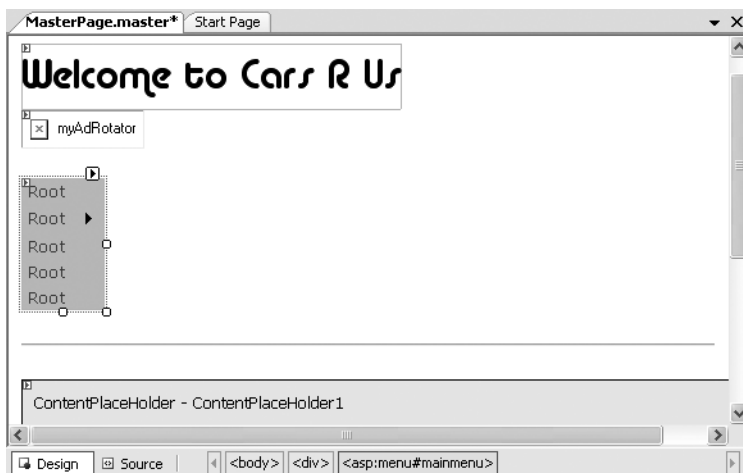 MasterPage.master* Start Page
Welcome to Cars R Us
myAdRotator
Root
Root
Root
Root
Root
ContentPlaceHolder - ContentPlaceHolder1
Design Source <body> <div> <asp:menu#mainmenu>